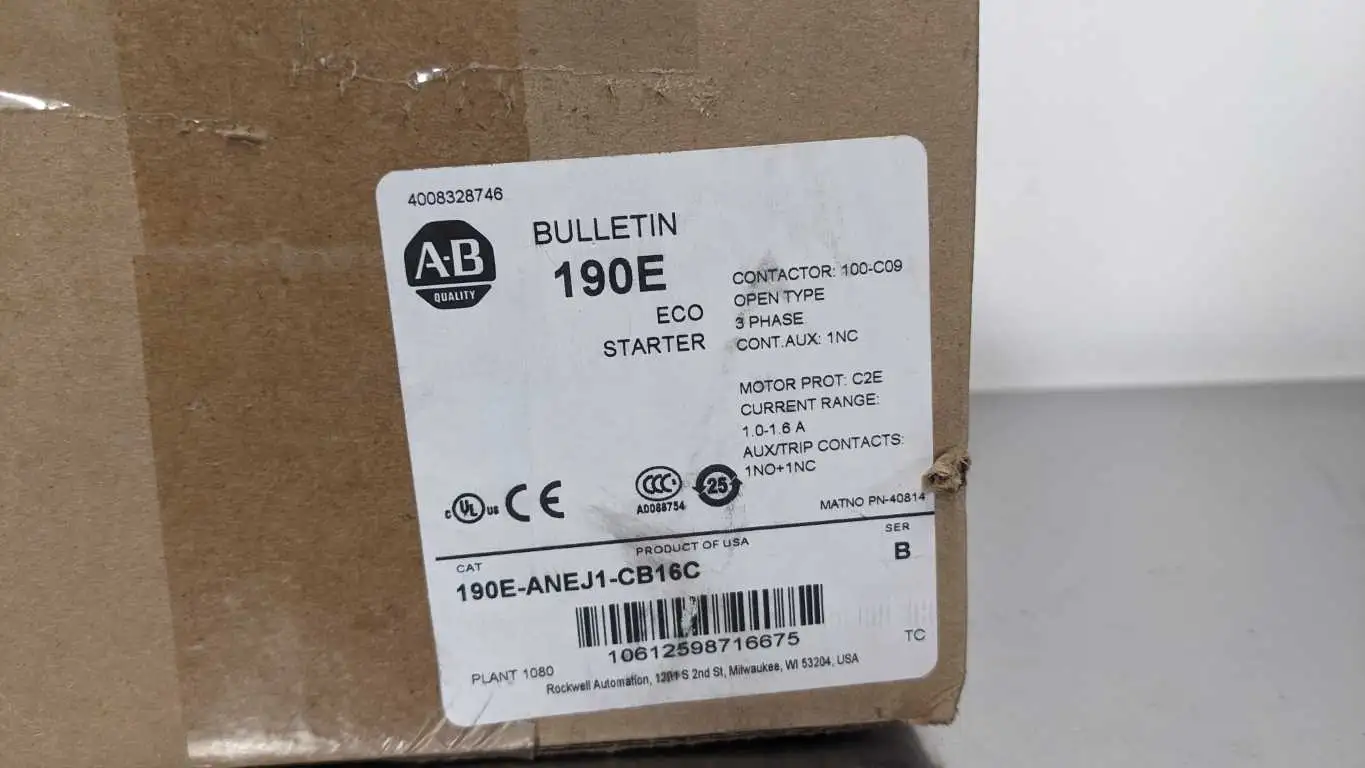 4008328746
A-B
QUALITY
BULLETIN
190E
ECO
STARTER
CONTACTOR: 100-C09
OPEN TYPE
3 PHASE
CONT.AUX: 1NC
MOTOR PROT: C2E
CURRENT RANGE:
1.0-1.6 A
AUX/TRIP CONTACTS:
1NO+1NC
C UL US CE
CCC
A088754
25
MATNO PN-40814
PRODUCT OF USA
CAT
190E-ANEJ1-CB16C
SER
B
10612598716675
TC
PLANT 1080
Rockwell Automation, 1201 S 2nd St, Milwaukee, WI 53204, USA